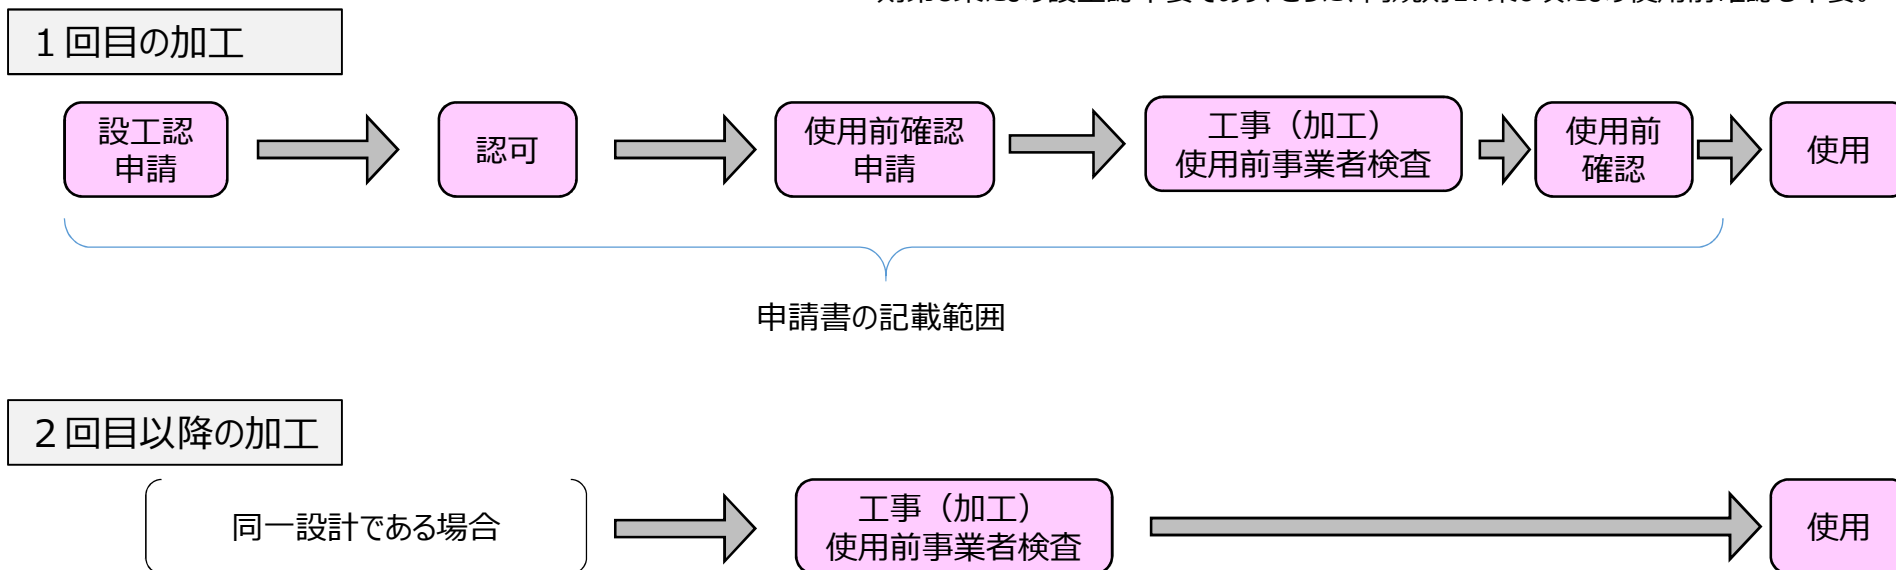 1回目の加工
設工認
申請
認可
使用前確認
申請
工事（加工）
使用前事業者検査
使用前
確認
使用
申請書の記載範囲
2回目以降の加工
同一設計である場合
工事（加工）
使用前事業者検査
使用